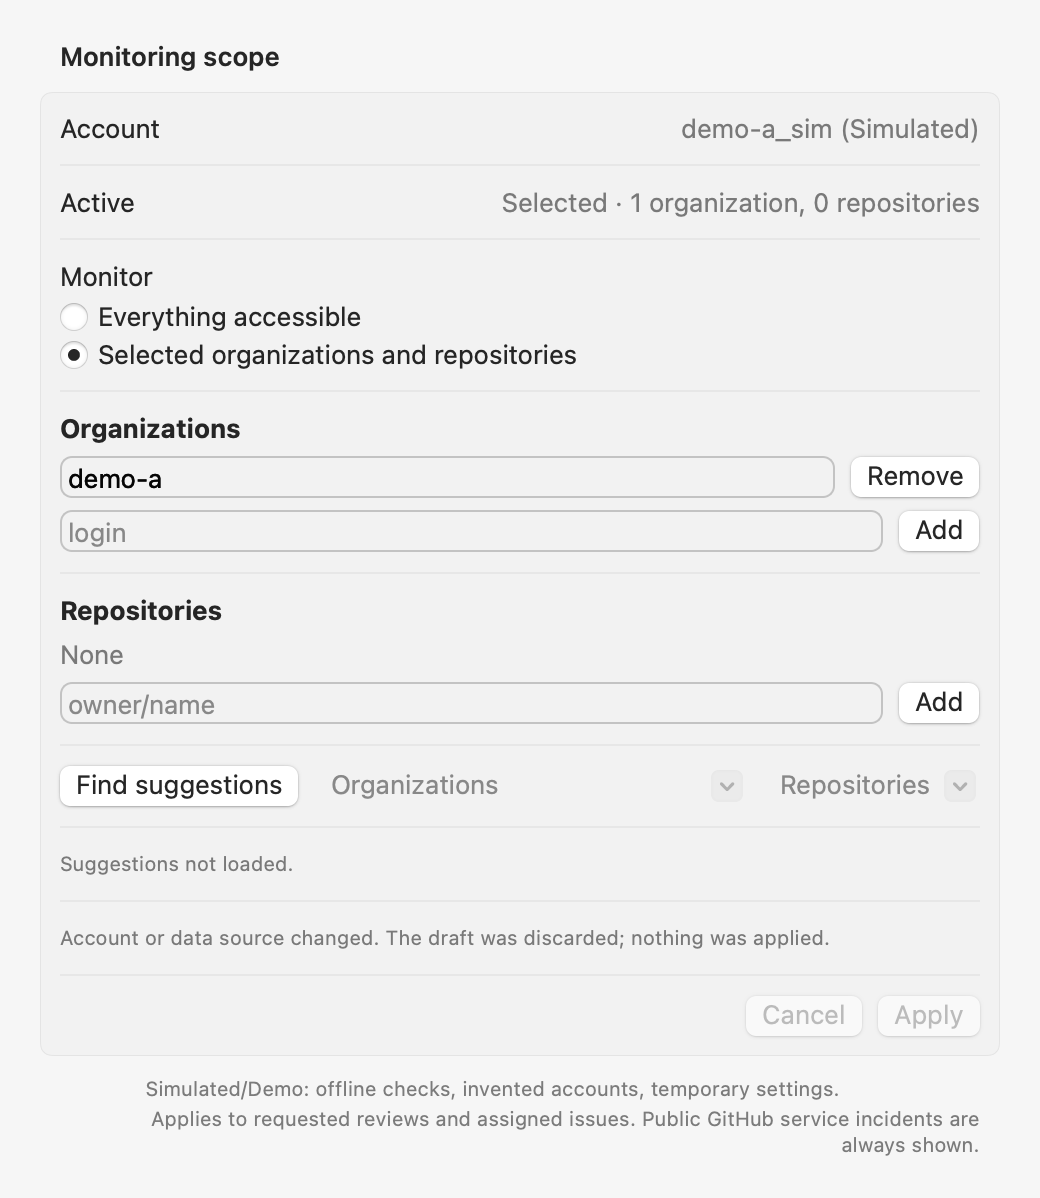 Monitoring scope
Account demo-a_sim (Simulated)
Active Selected · 1 organization, 0 repositories
Monitor
Everything accessible
Selected organizations and repositories
Organizations
demo-a Remove
login Add
Repositories
None
owner/name Add
Find suggestions Organizations Repositories
Suggestions not loaded.
Account or data source changed. The draft was discarded; nothing was applied.
Cancel Apply
Simulated/Demo: offline checks, invented accounts, temporary settings.
Applies to requested reviews and assigned issues. Public GitHub service incidents are
always shown.